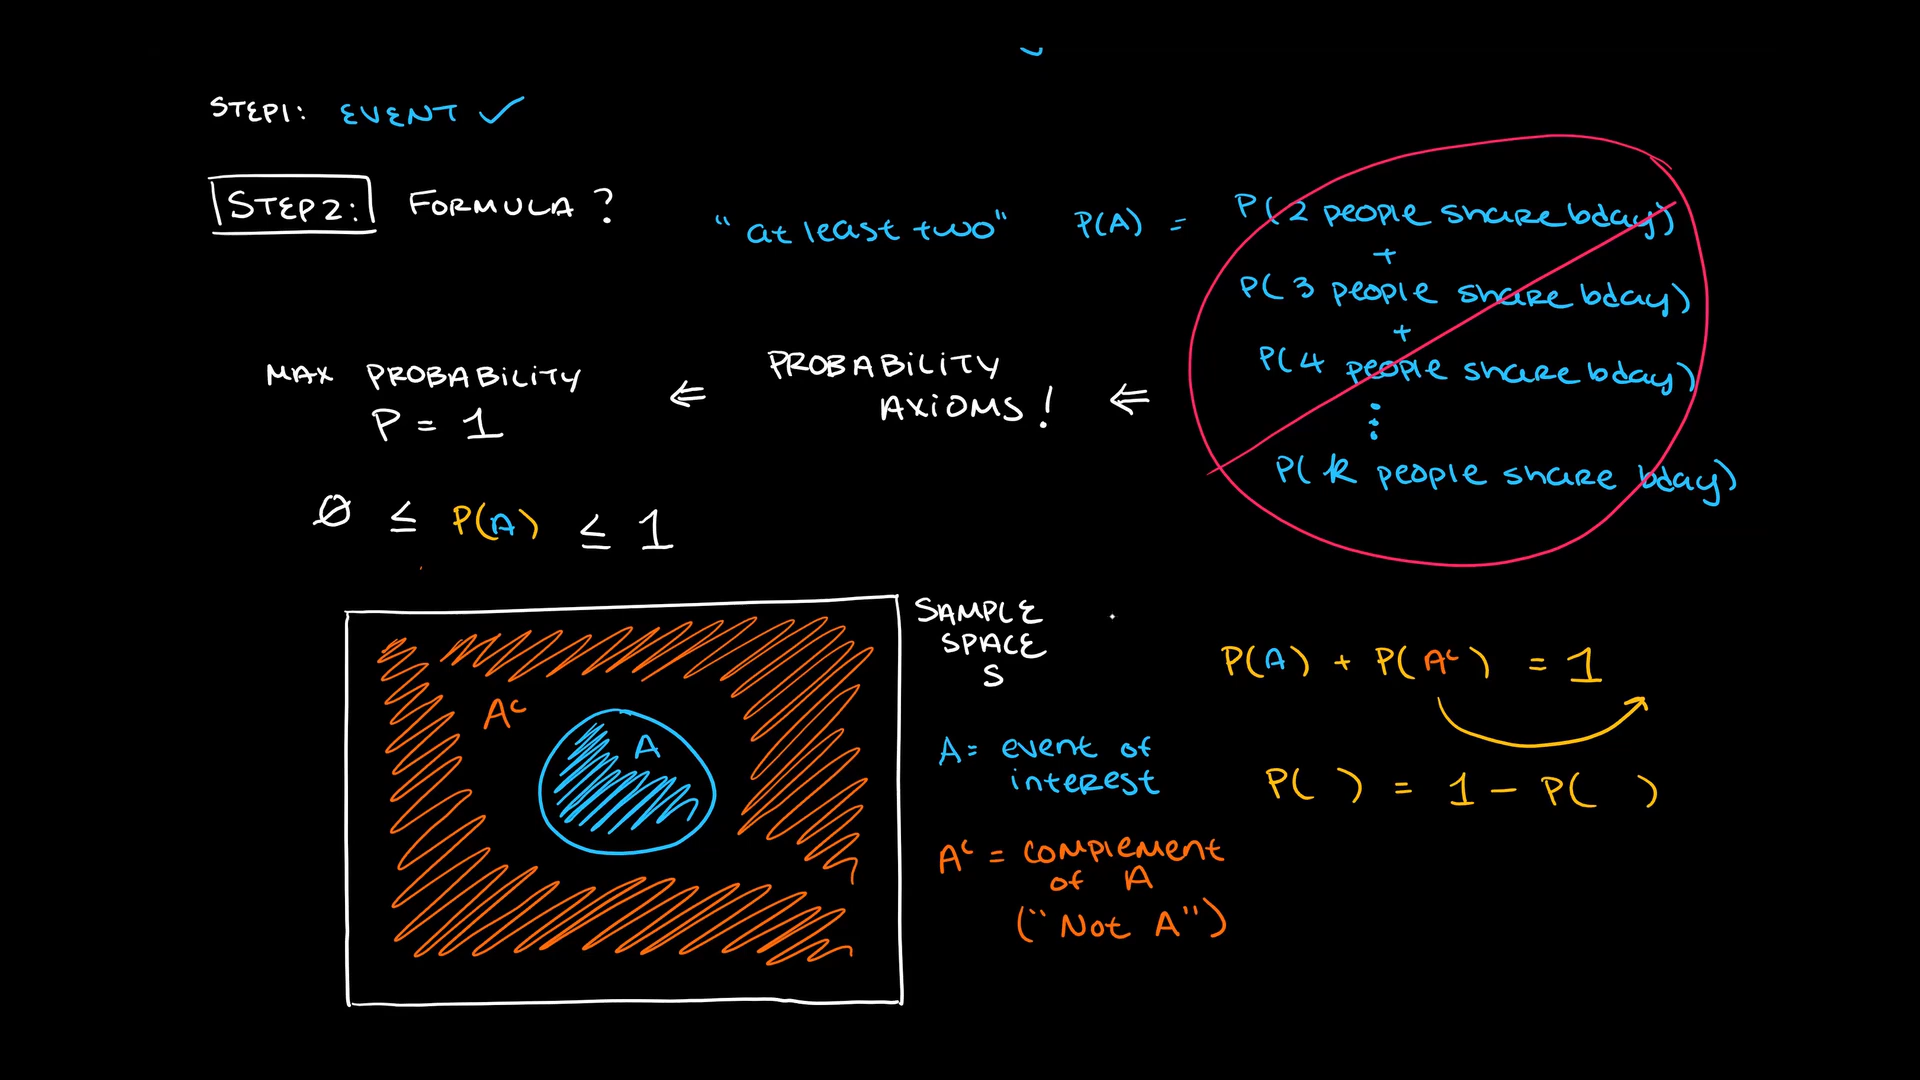 STEP1: EVENT ✓
STEP2: FORMULA ?
"at least two" P(A) = P(2 people share bday)
+
P(3 people share bday)
+
P(4 people share bday)
⋮
P(k people share bday)
MAX PROBABILITY ⇐ PROBABILITY ⇐
P = 1 AXIOMS!
0 ≤ P(A) ≤ 1
SAMPLE
SPACE
S
Aᶜ
A
A = event of
interest
Aᶜ = complement
of A
("Not A")
P(A) + P(Aᶜ) = 1
P( ) = 1 - P( )